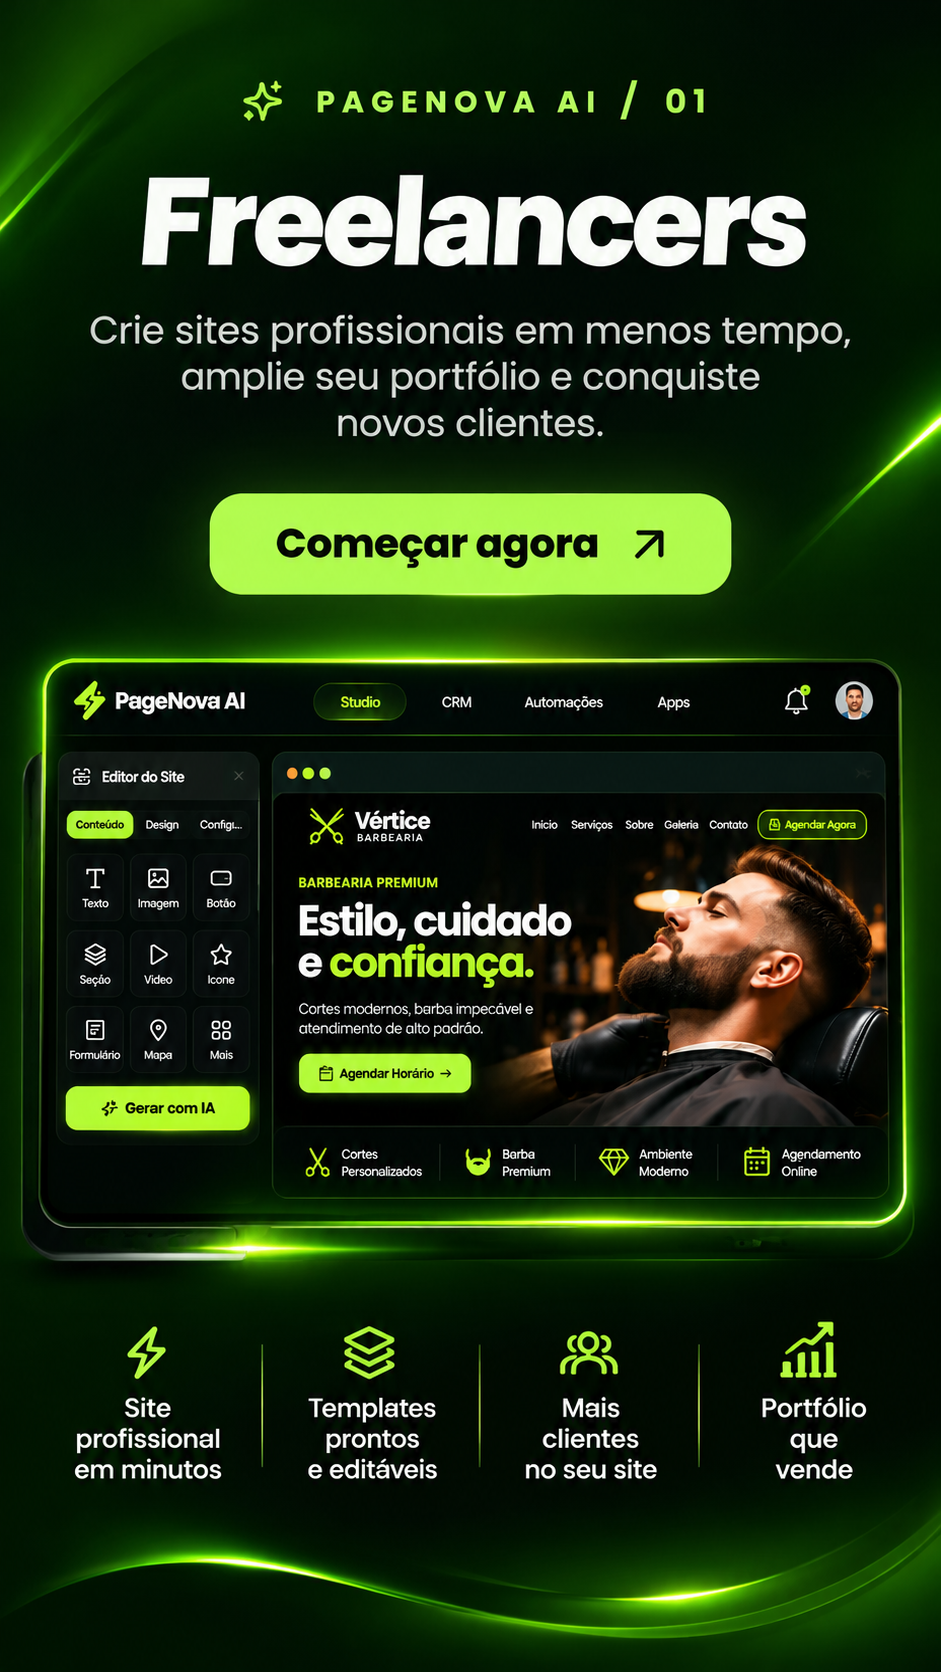 PAGENOVA AI / 01
Freelancers
Crie sites profissionais em menos tempo,
amplie seu portfólio e conquiste
novos clientes.
Começar agora
PageNova AI
Studio
CRM
Automações
Apps
Editor do Site
Conteúdo
Design
Configu...
Texto
Imagem
Botão
Seção
Video
Icone
Formulário
Mapa
Mais
Gerar com IA
Vértice
BARBEARIA
Inicio
Serviços
Sobre
Galeria
Contato
Agendar Agora
BARBEARIA PREMIUM
Estilo, cuidado
e confiança.
Cortes modernos, barba impecável e
atendimento de alto padrão.
Agendar Horário →
Cortes
Personalizados
Barba
Premium
Ambiente
Moderno
Agendamento
Online
Site
profissional
em minutos
Templates
prontos
e editáveis
Mais
clientes
no seu site
Portfólio
que
vende